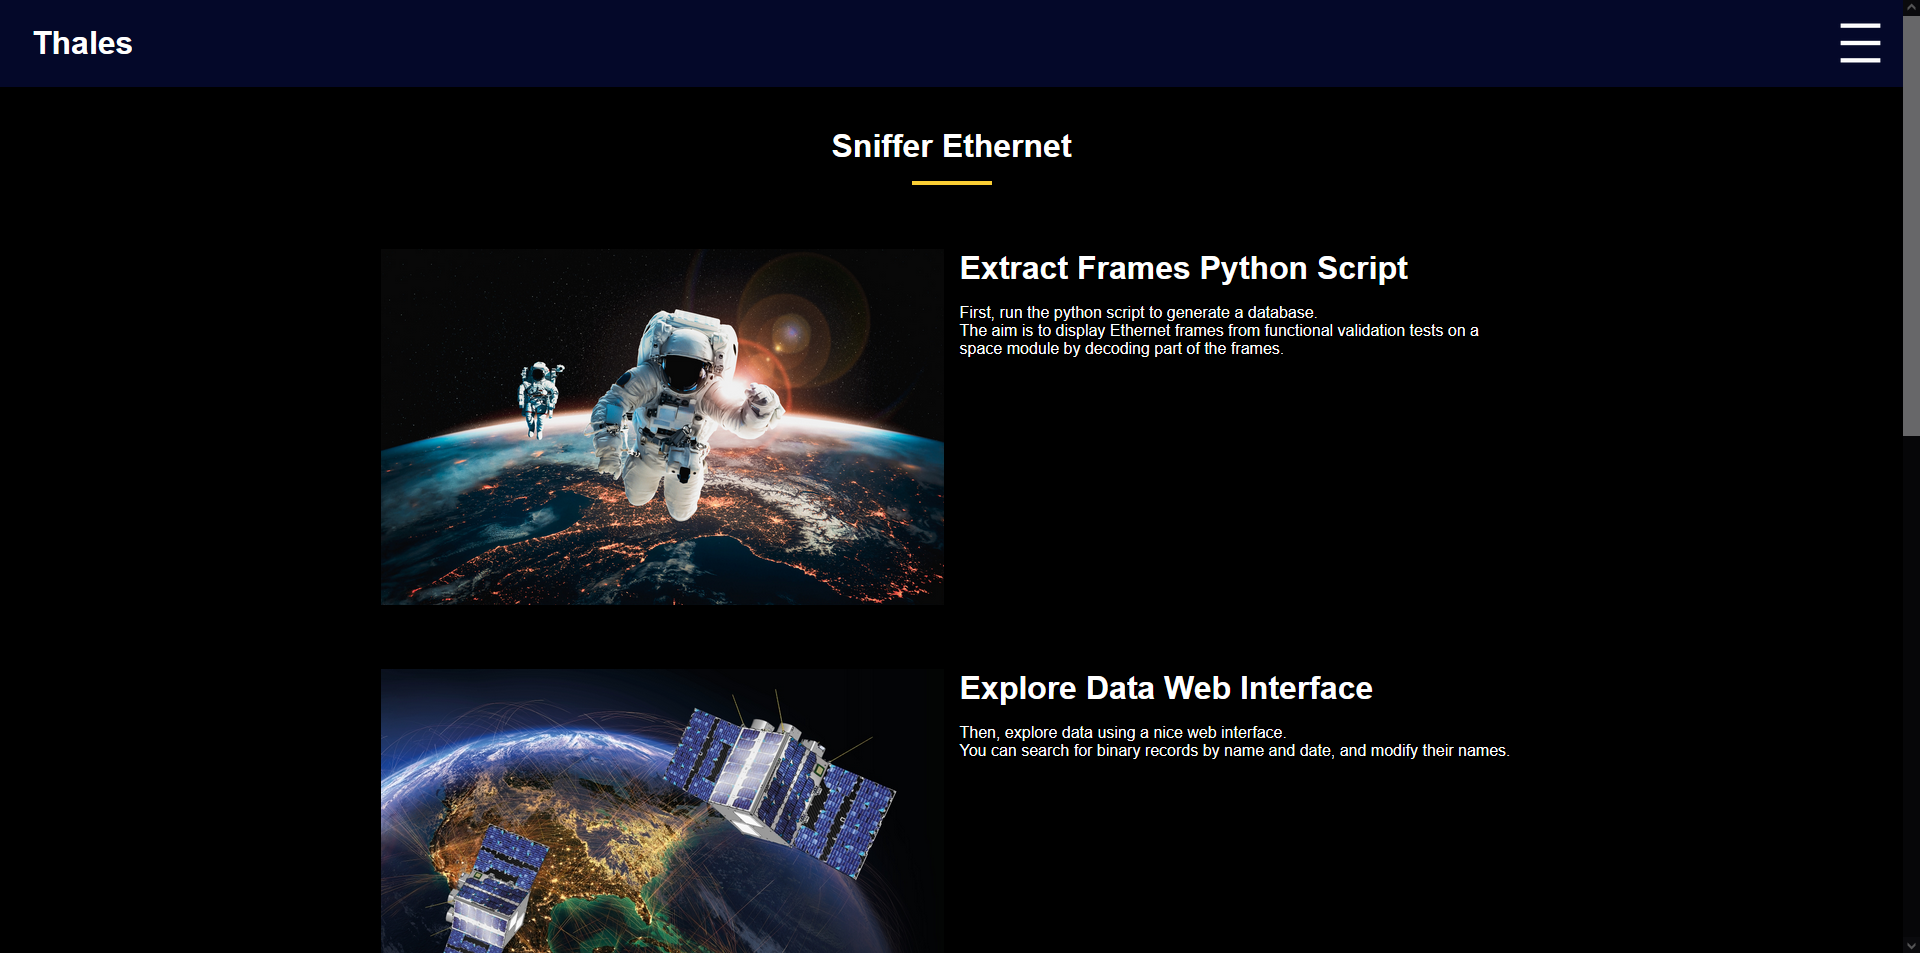 Thales
Sniffer Ethernet
Extract Frames Python Script
First, run the python script to generate a database.
The aim is to display Ethernet frames from functional validation tests on a
space module by decoding part of the frames.
Explore Data Web Interface
Then, explore data using a nice web interface.
You can search for binary records by name and date, and modify their names.